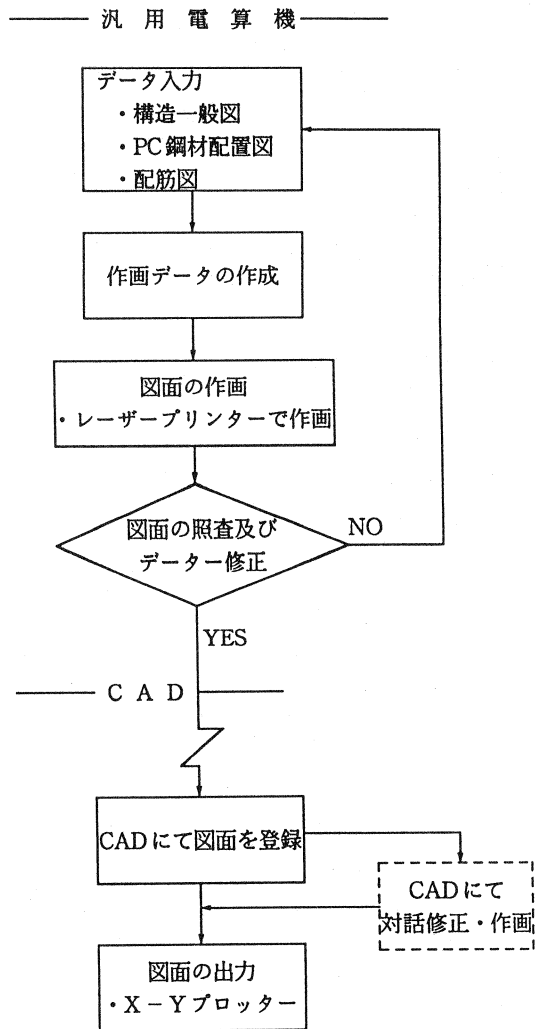 汎用電算機
データ入力
・構造一般図
・PC鋼材配置図
・配筋図
作画データの作成
図面の作画
・レーザープリンターで作画
図面の照査及び
データー修正
NO
YES
CAD
CADにて図面を登録
CADにて
対話修正・作画
図面の出力
・X－Yプロッター